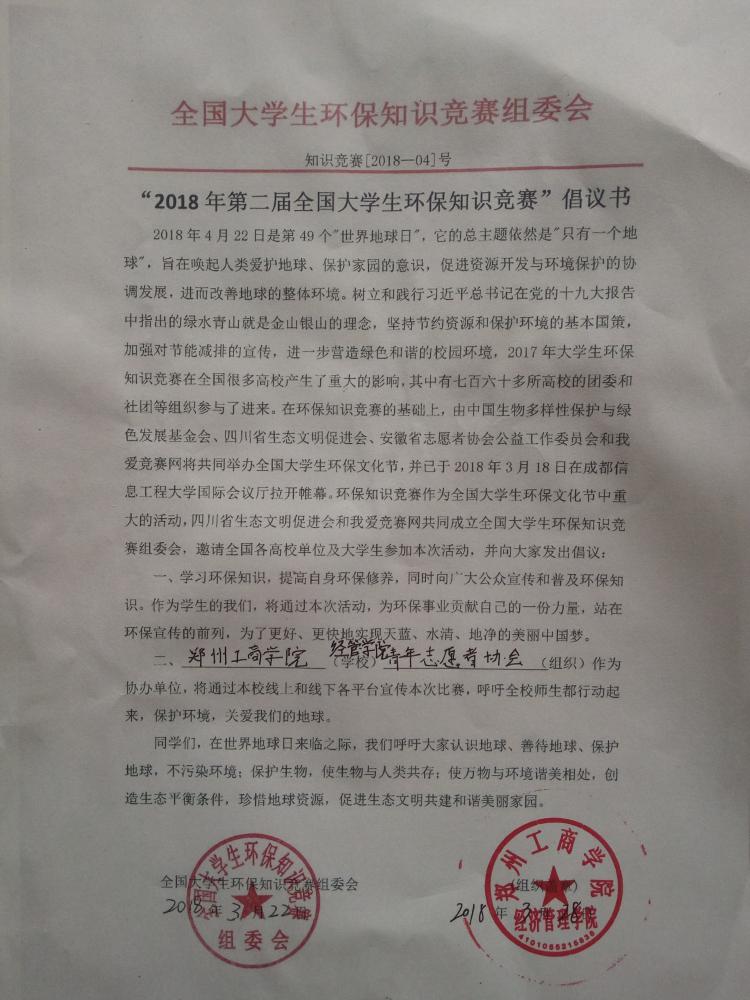 全国大学生环保知识竞赛组委会
知识竞赛[2018—04]号
“2018 年第二届全国大学生环保知识竞赛”倡议书
2018 年 4 月 22 日是第 49 个"世界地球日"，它的总主题依然是"只有一个地
球"，旨在唤起人类爱护地球、保护家园的意识，促进资源开发与环境保护的协
调发展，进而改善地球的整体环境。树立和践行习近平总书记在党的十九大报告
中指出的绿水青山就是金山银山的理念，坚持节约资源和保护环境的基本国策，
加强对节能减排的宣传，进一步营造绿色和谐的校园环境，2017 年大学生环保
知识竞赛在全国很多高校产生了重大的影响，其中有七百六十多所高校的团委和
社团等组织参与了进来。在环保知识竞赛的基础上，由中国生物多样性保护与绿
色发展基金会、四川省生态文明促进会、安徽省志愿者协会公益工作委员会和我
爱竞赛网将共同举办全国大学生环保文化节，并已于 2018 年 3 月 18 日在成都信
息工程大学国际会议厅拉开帷幕。环保知识竞赛作为全国大学生环保文化节中重
大的活动，四川省生态文明促进会和我爱竞赛网共同成立全国大学生环保知识竞
赛组委会，邀请全国各高校单位及大学生参加本次活动，并向大家发出倡议：
一、学习环保知识，提高自身环保修养，同时向广大公众宣传和普及环保知
识。作为学生的我们，将通过本次活动，为环保事业贡献自己的一份力量，站在
环保宣传的前列，为了更好、更快地实现天蓝、水清、地净的美丽中国梦。
二、郑州工商学院（学校）经管学院青年志愿者协会（组织）作为
协办单位，将通过本校线上和线下各平台宣传本次比赛，呼吁全校师生都行动起
来，保护环境，关爱我们的地球。
同学们，在世界地球日来临之际，我们呼吁大家认识地球、善待地球、保护
地球，不污染环境；保护生物，使生物与人类共存；使万物与环境谐美相处，创
造生态平衡条件，珍惜地球资源，促进生态文明共建和谐美丽家园。
全国大学生环保知识竞赛组委会
2018 年 3 月 22 日
全国大学生环保知识竞赛
组委会
（组织盖章）
2018 年 3 月 28 日
郑州工商学院
经济管理学院